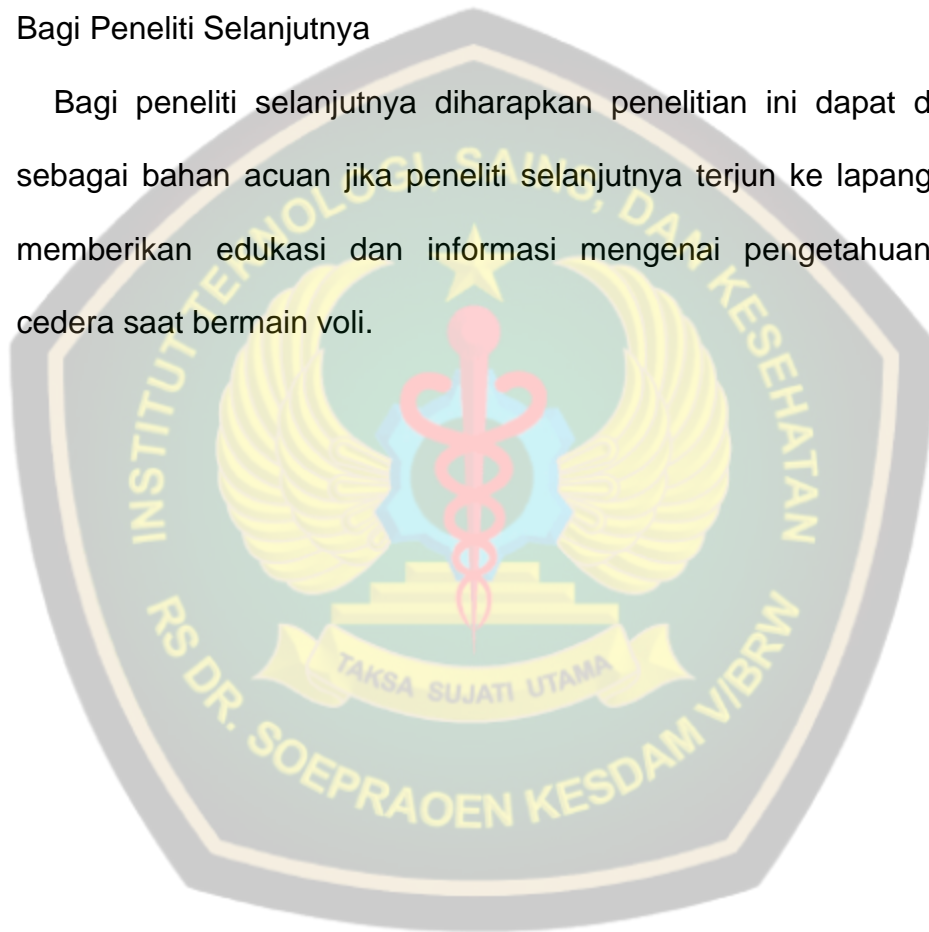 Bagi Peneliti Selanjutnya
Bagi peneliti selanjutnya diharapkan penelitian ini dapat d
sebagai bahan acuan jika peneliti selanjutnya terjun ke lapang
memberikan edukasi dan informasi mengenai pengetahuan
cedera saat bermain voli.
INSTITUT TEKNOLOGI, SAINS, DAN KESEHATAN
TAKSA SUJATI UTAMA
RS DR. SOEPRAOEN KESDAM V/BRW